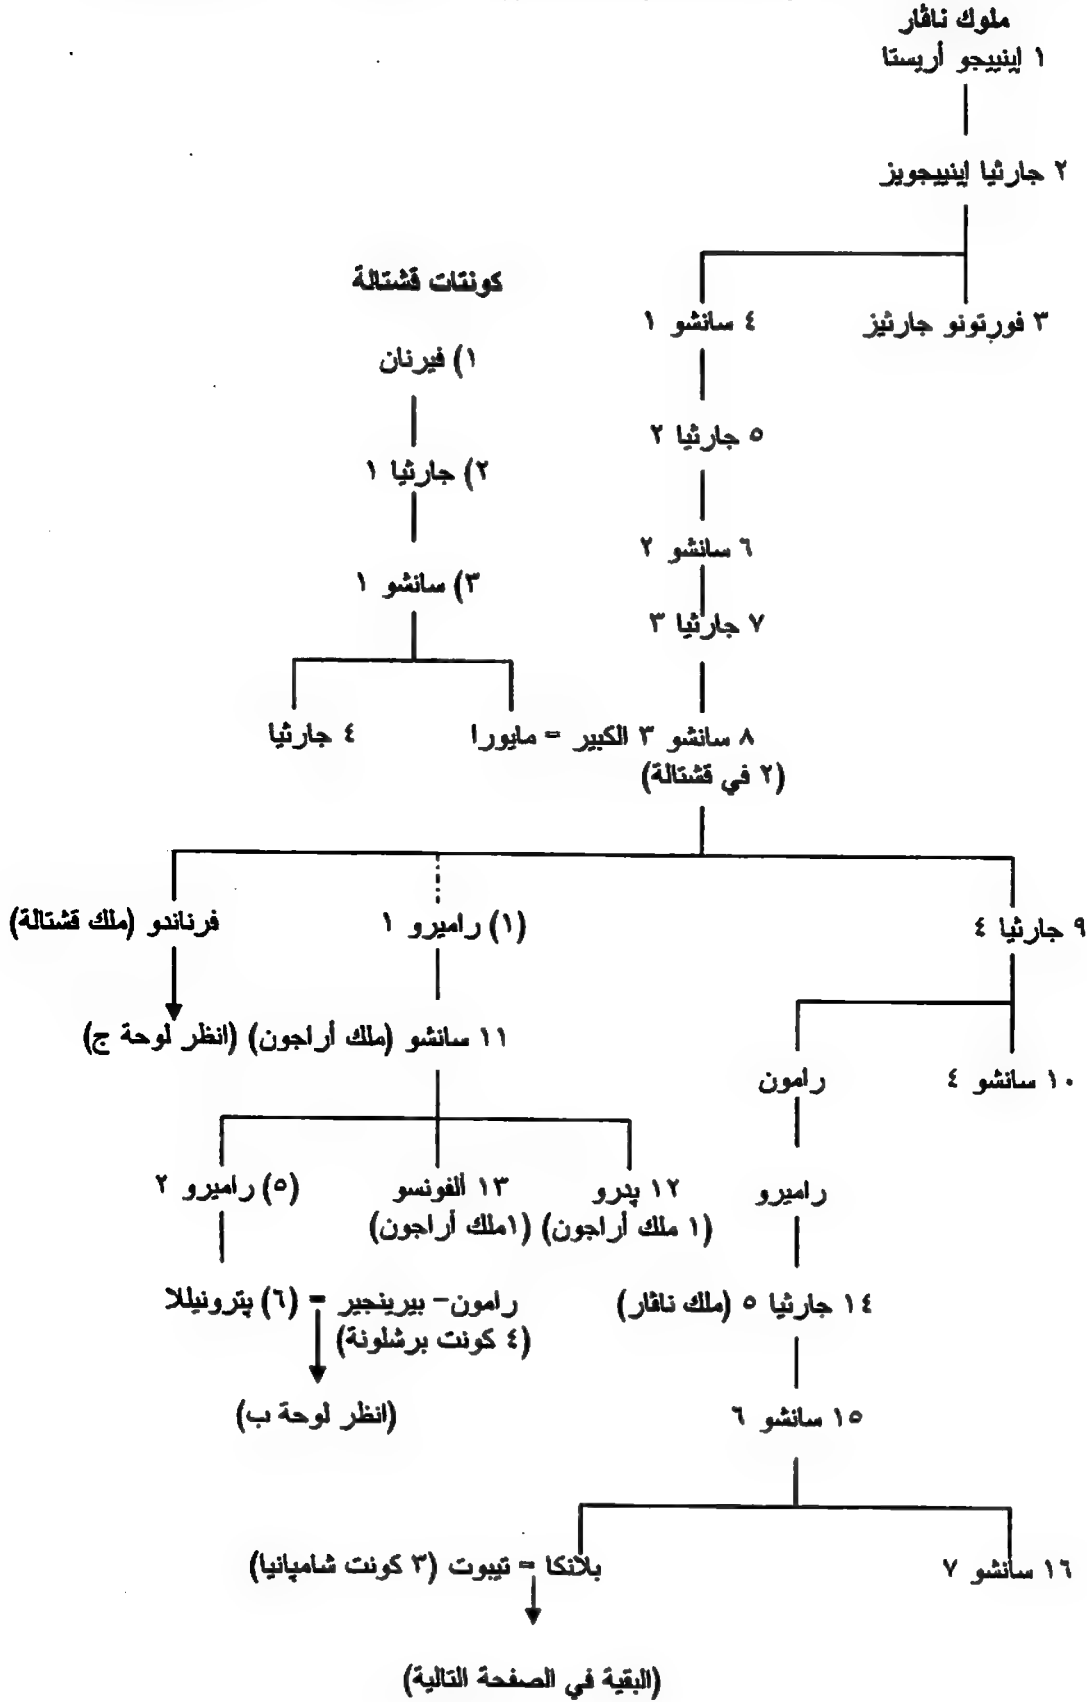 ملوك ناڤار
١ إينييجو أريستا
٢ جارثيا إينييجويز
كونتات قشتالة
٤ سانشو ١
٣ فورتونو جارثيز
١) فيرنان
٥ جارثيا ٢
٢) جارثيا ١
٦ سانشو ٢
٣) سانشو ١
٧ جارثيا ٣
٨ سانشو ٣ الكبير = مايورا
٤ جارثيا
(٢ في قشتالة)
٩ جارثيا ٤
(١) راميرو ١
فرناندو (ملك قشتالة)
١١ سانشو (ملك أراجون) (انظر لوحة ج)
١٠ سانشو ٤
رامون
راميرو
١٢ پدرو
(١ ملك أراجون)
١٣ ألفونسو
(١ملك أراجون)
(٥) راميرو ٢
١٤ جارثيا ٥ (ملك ناڤار)
رامون- بيرينجير = (٦) پترونيللا
(٤ كونت برشلونة)
(انظر لوحة ب)
١٥ سانشو ٦
١٦ سانشو ٧
بلانكا = تيبوت (٣ كونت شامپانيا)
(البقية في الصفحة التالية)